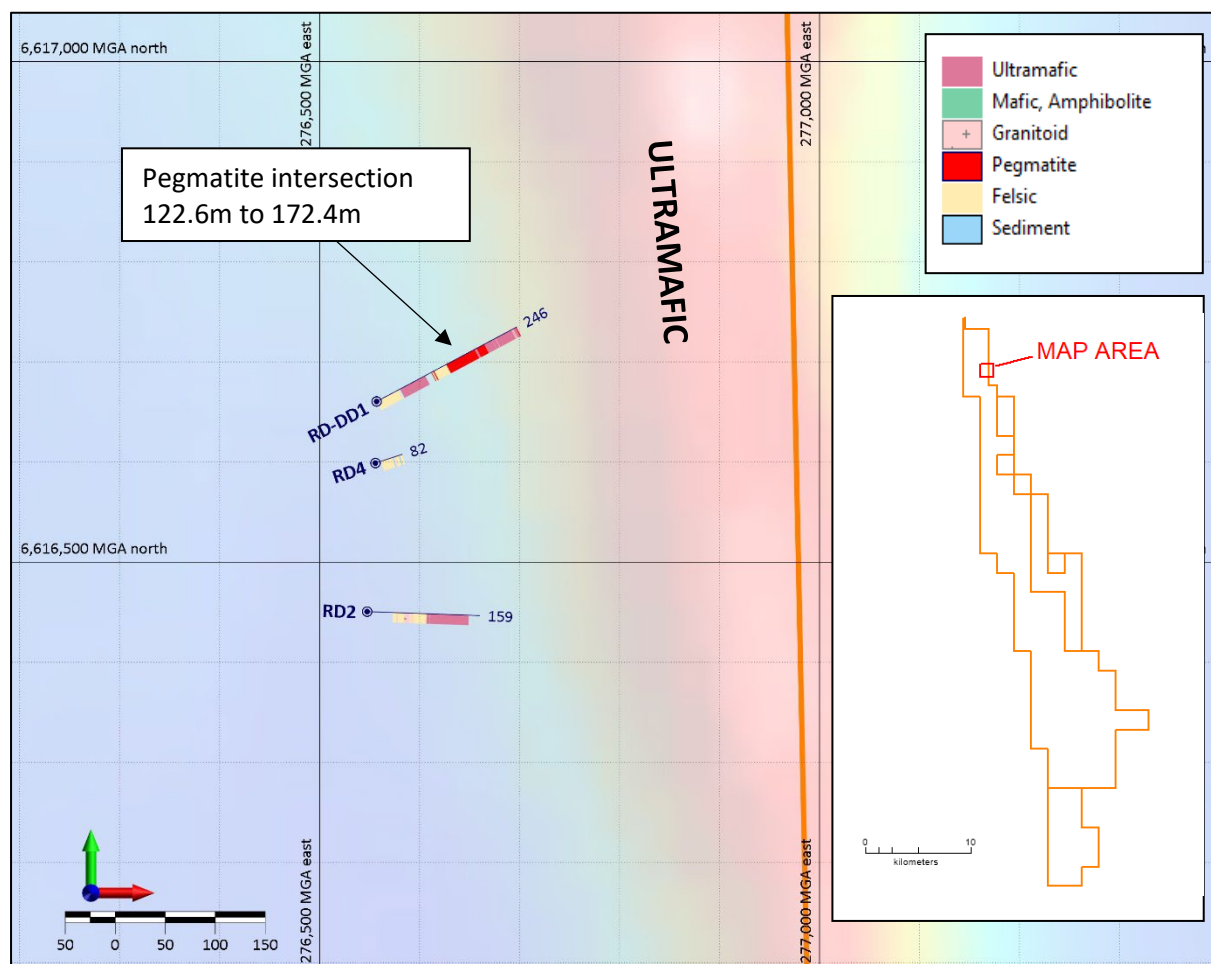 6,617,000 MGA north
276,500 MGA east
277,000 MGA east
Ultramafic
Mafic, Amphibolite
Granitoid
Pegmatite
Felsic
Sediment
Pegmatite intersection
122.6m to 172.4m
ULTRAMAFIC
246
RD-DD1
82
RD4
6,616,500 MGA north
RD2
159
MAP AREA
0 10
kilometers
276,500 MGA east
277,000 MGA east
50 0 50 100 150